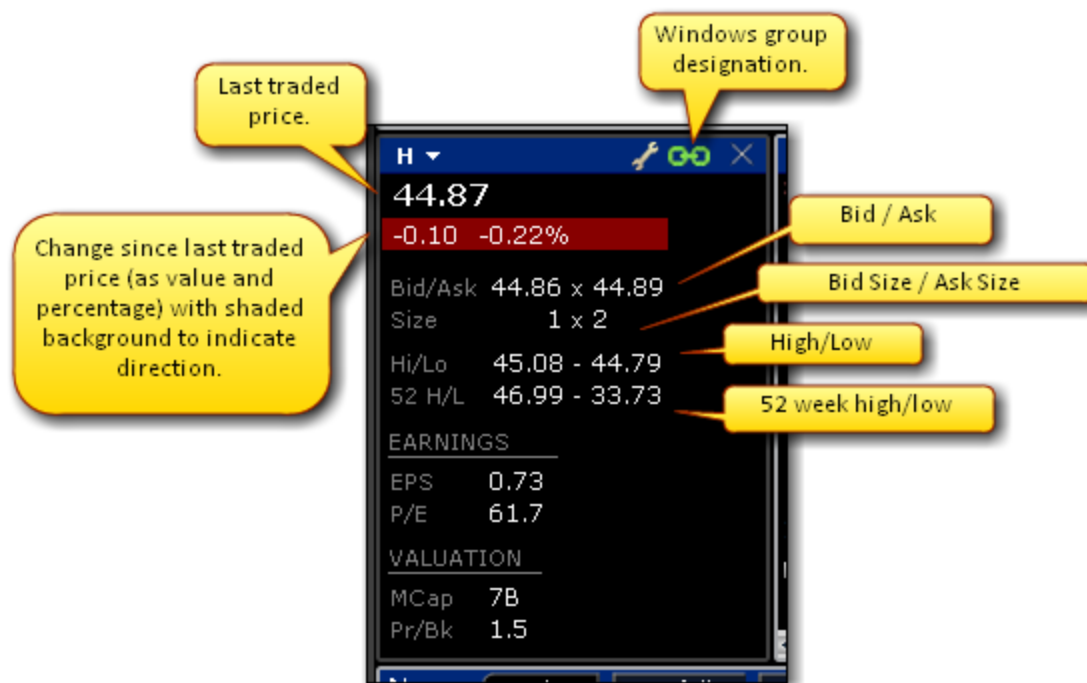 Windows group
designation.
Last traded
price.
H
44.87
-0.10 -0.22%
Change since last traded
price (as value and
percentage) with shaded
background to indicate
direction.
Bid / Ask
Bid/Ask 44.86 x 44.89
Bid Size / Ask Size
Size 1 x 2
High/Low
Hi/Lo 45.08 - 44.79
52 H/L 46.99 - 33.73
52 week high/low
EARNINGS
EPS 0.73
P/E 61.7
VALUATION
MCap 7B
Pr/Bk 1.5